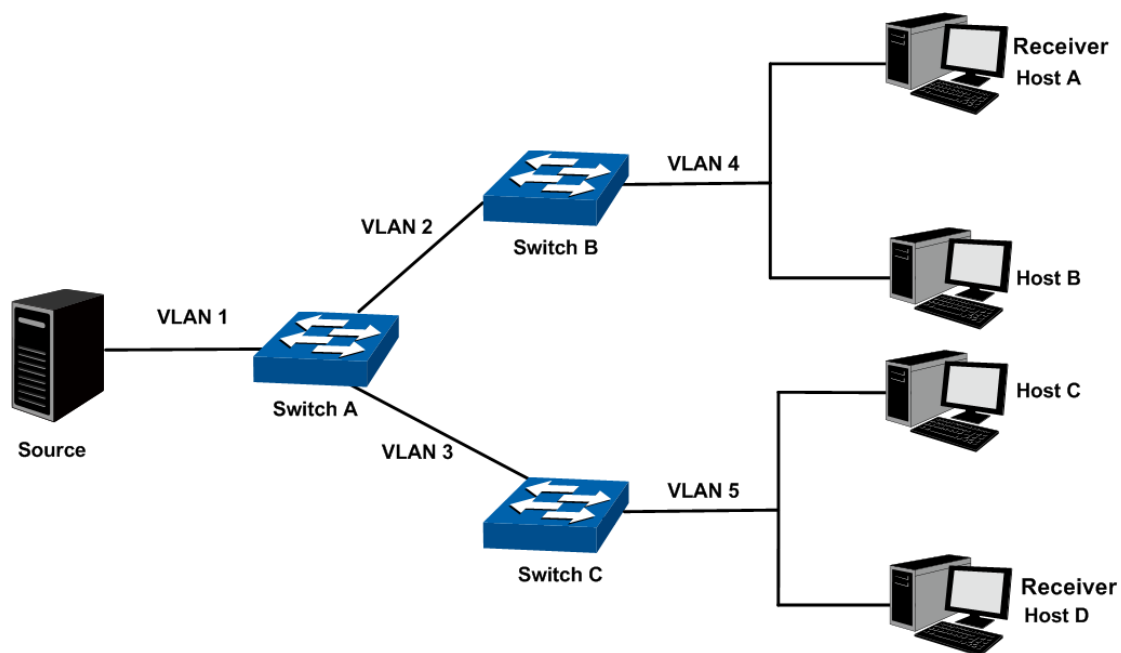 Receiver
Host A
VLAN 4
VLAN 2
Switch B
Host B
VLAN 1
Switch A
Source
VLAN 3
Host C
VLAN 5
Switch C
Receiver
Host D